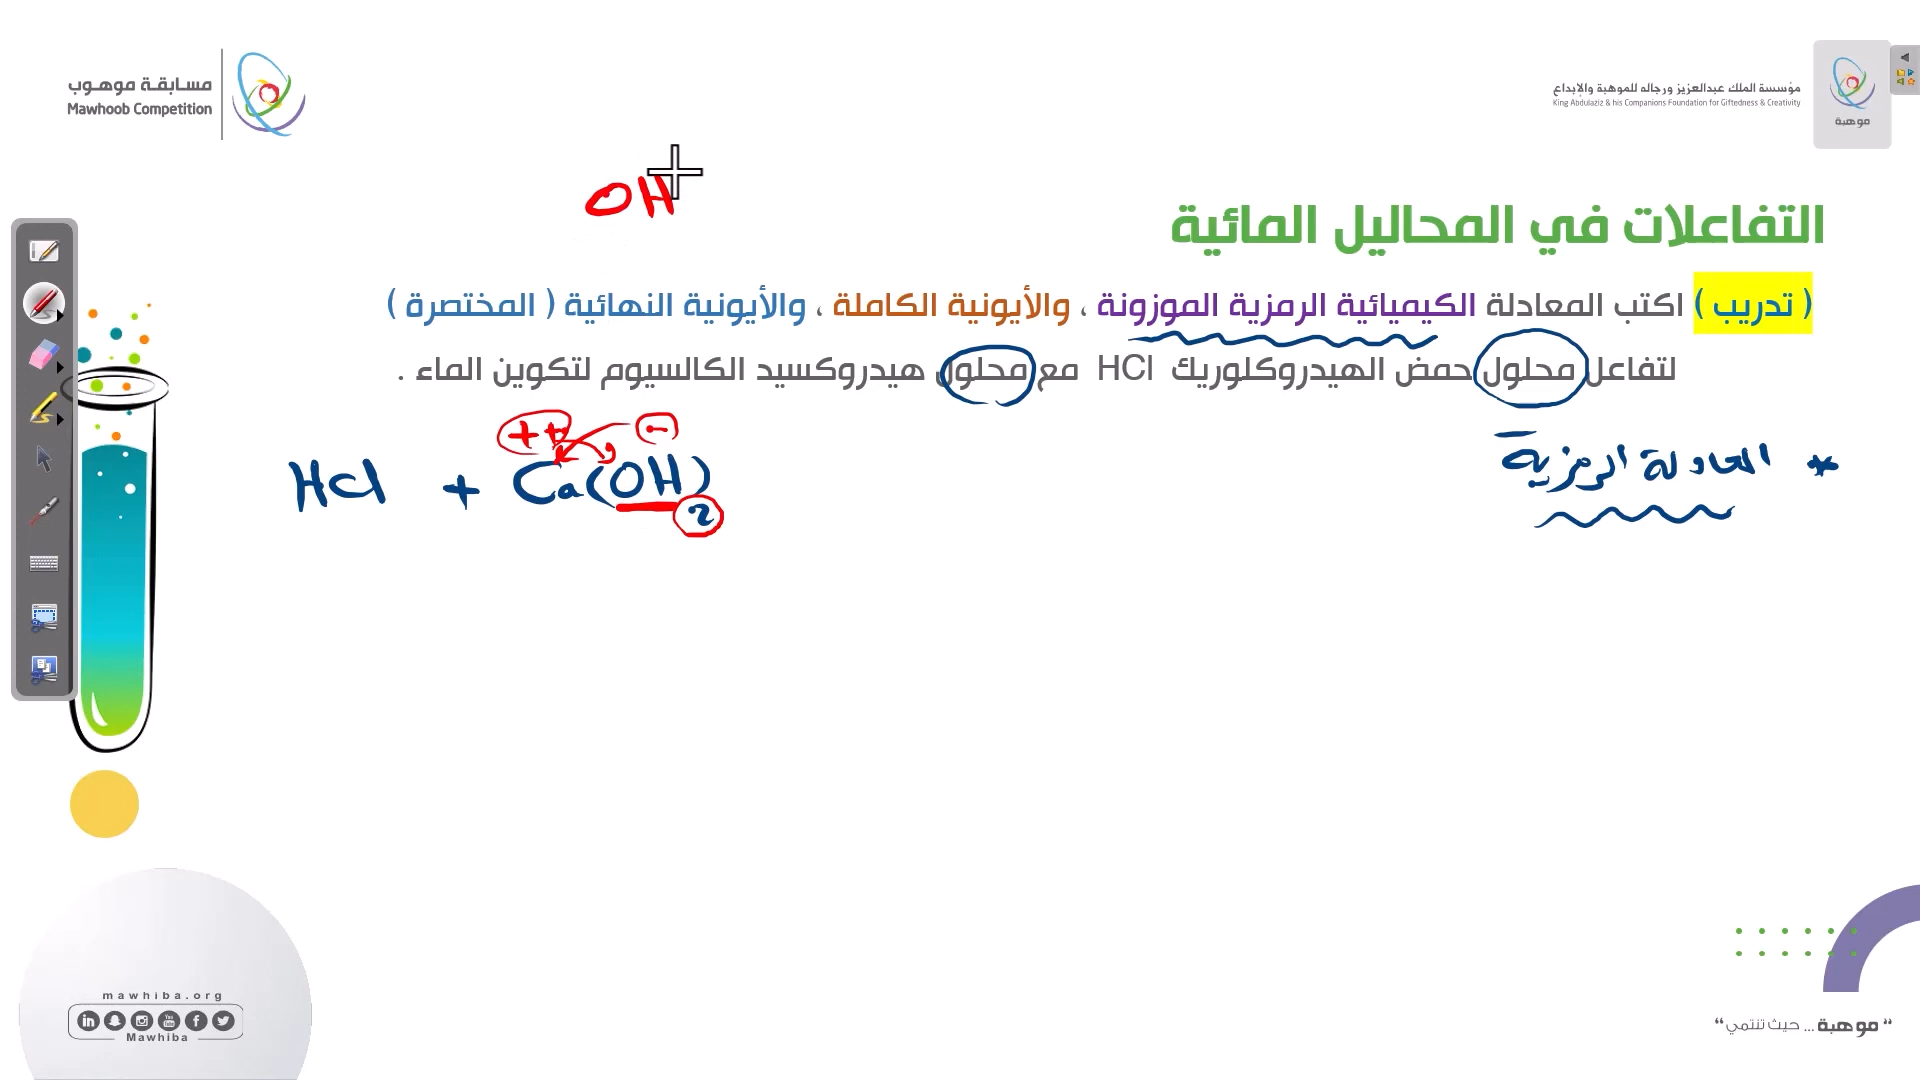 مسابقة موهوب
Mawhoob Competition
مؤسسة الملك عبدالعزيز ورجاله للموهبة والإبداع
King Abdulaziz & his Companions Foundation for Giftedness & Creativity
موهبة
OH
التفاعلات في المحاليل المائية
( تدريب ) اكتب المعادلة الكيميائية الرمزية الموزونة ، والأيونية الكاملة ، والأيونية النهائية ( المختصرة )
لتفاعل محلول حمض الهيدروكلوريك HCl مع محلول هيدروكسيد الكالسيوم لتكوين الماء .
* المعادلة الرمزية
++ -
HCl + Ca(OH)2
mawhiba.org
Mawhiba
“موهبة ... حيث تنتمي”